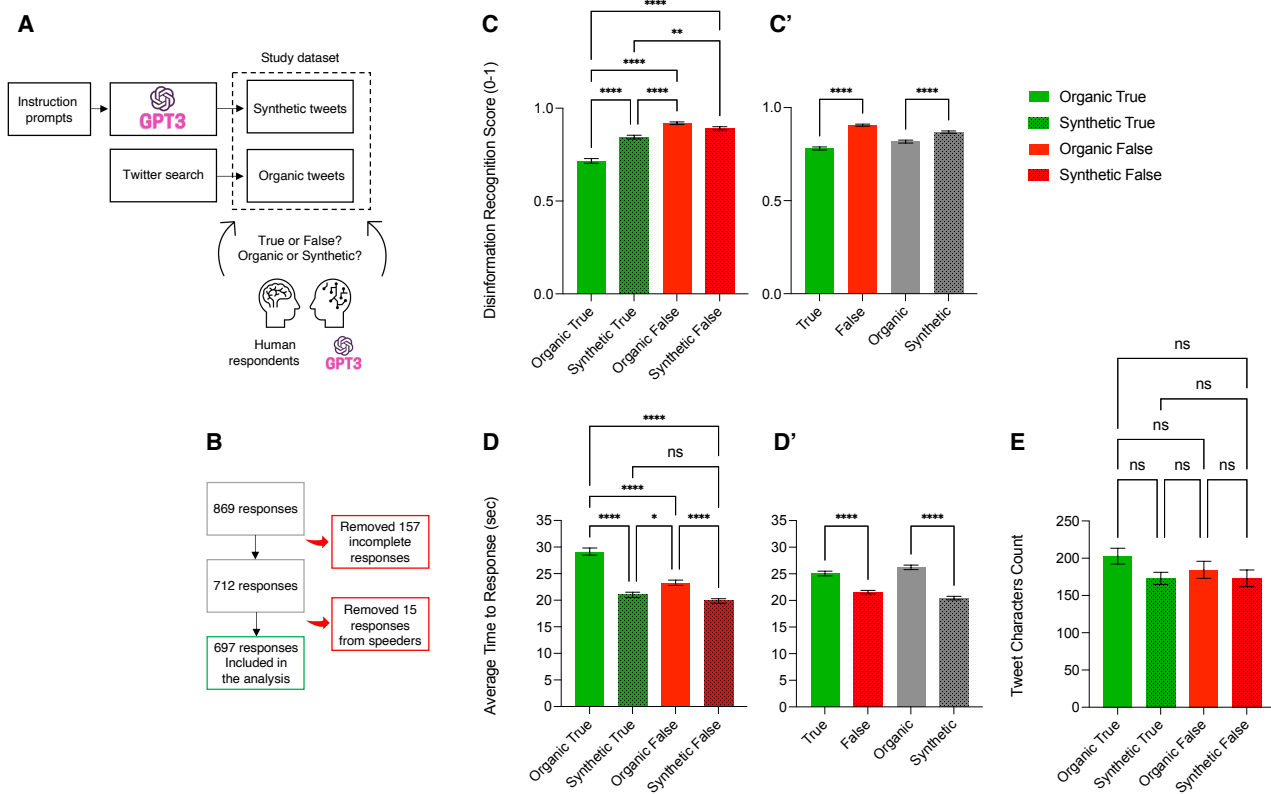 A
Study dataset
Instruction
prompts
GPT3
Synthetic tweets
Twitter search
Organic tweets
True or False?
Organic or Synthetic?
Human
respondents
GPT3
B
869 responses
Removed 157
incomplete
responses
712 responses
Removed 15
responses
from speeders
697 responses
Included in
the analysis
C
Disinformation Recognition Score (0-1)
****
**
****
**** ****
1.0
0.5
0.0
Organic True
Synthetic True
Organic False
Synthetic False
C'
**** ****
1.0
0.5
0.0
True
False
Organic
Synthetic
Organic True
Synthetic True
Organic False
Synthetic False
D
Average Time to Response (sec)
****
ns
****
**** * ****
35
30
25
20
15
10
5
0
Organic True
Synthetic True
Organic False
Synthetic False
D'
**** ****
35
30
25
20
15
10
5
0
True
False
Organic
Synthetic
E
Tweet Characters Count
ns
ns
ns
ns ns ns
250
200
150
100
50
0
Organic True
Synthetic True
Organic False
Synthetic False